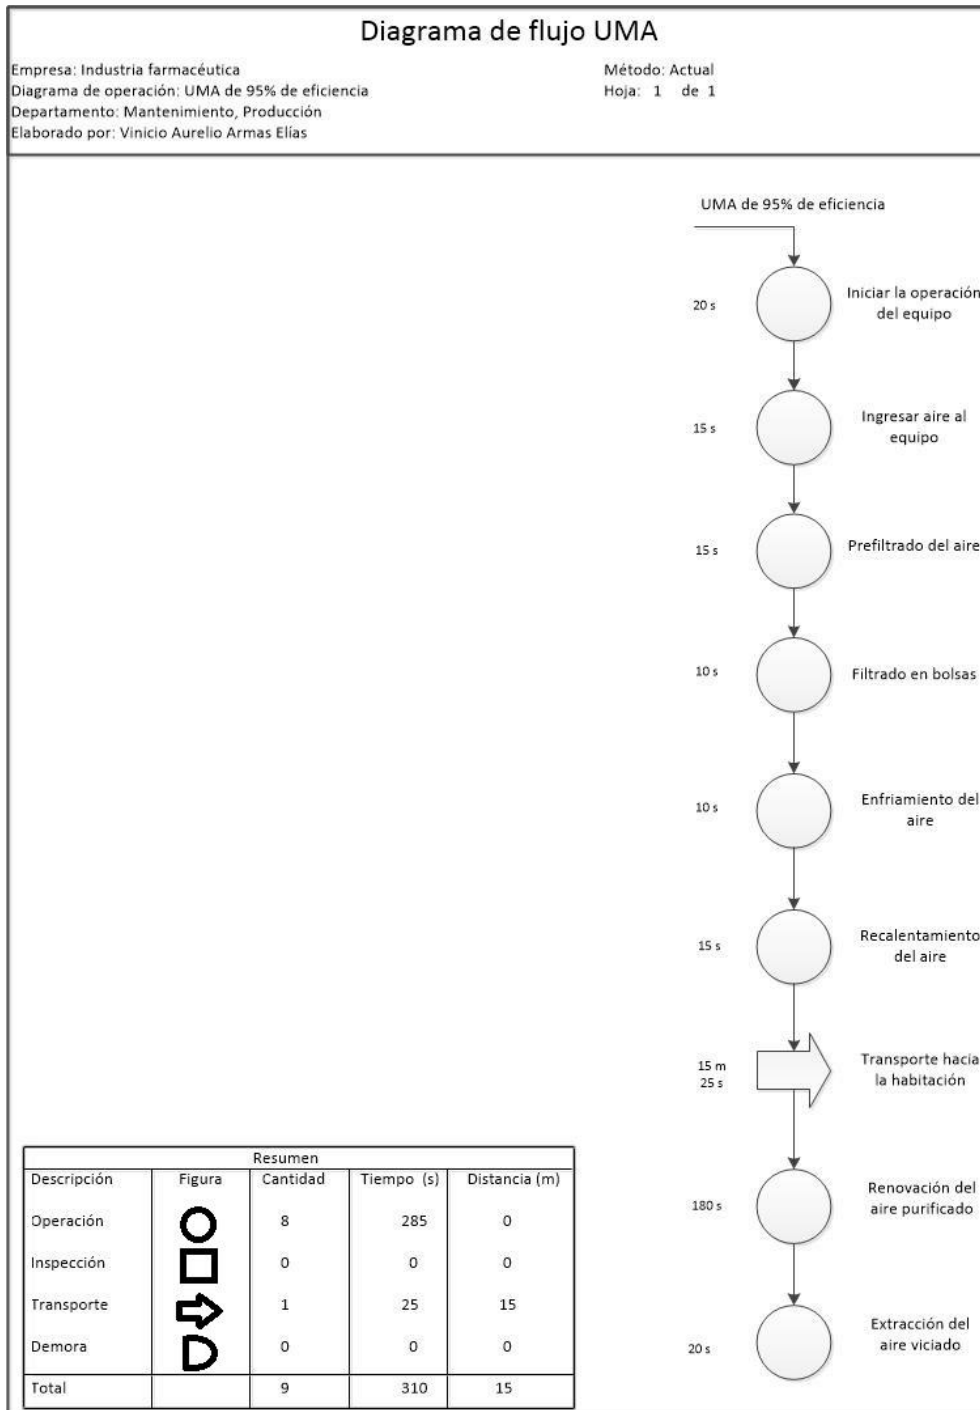 Diagrama de flujo UMA
Empresa: Industria farmacéutica
Método: Actual
Diagrama de operación: UMA de 95% de eficiencia
Hoja: 1 de 1
Departamento: Mantenimiento, Producción
Elaborado por: Vinicio Aurelio Armas Elías
UMA de 95% de eficiencia
20 s
Iniciar la operación
del equipo
15 s
Ingresar aire al
equipo
15 s
Prefiltrado del aire
10 s
Filtrado en bolsas
10 s
Enfriamiento del
aire
15 s
Recalentamiento
del aire
15 m
25 s
Transporte hacia
la habitación
180 s
Renovación del
aire purificado
20 s
Extracción del
aire viciado
Resumen
Descripción Figura Cantidad Tiempo (s) Distancia (m)
Operación 8 285 0
Inspección 0 0 0
Transporte 1 25 15
Demora 0 0 0
Total 9 310 15